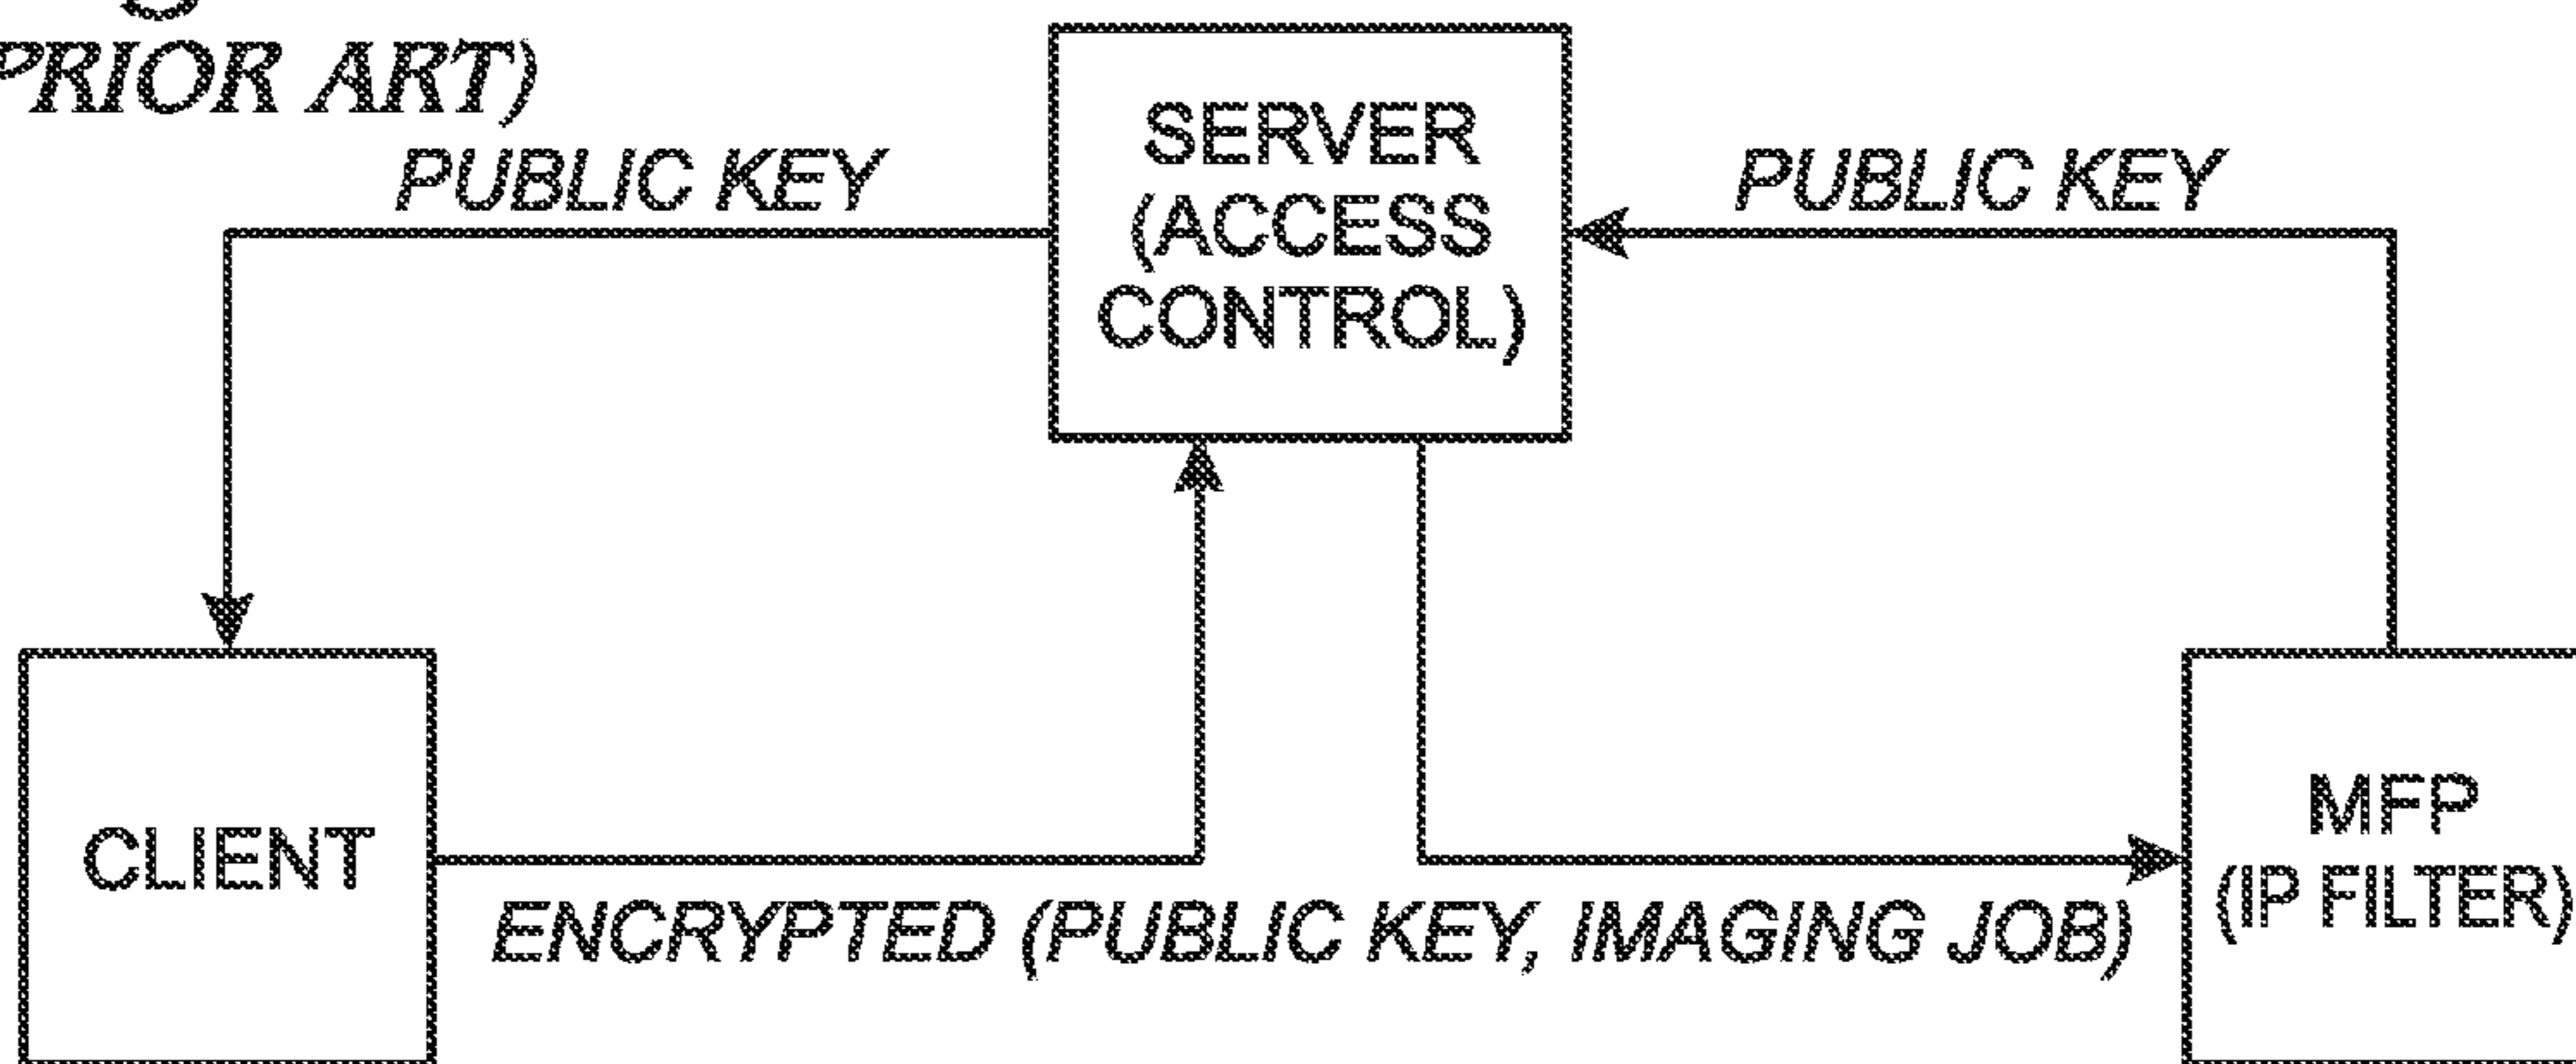 PRIOR ART)
PUBLIC KEY
SERVER
(ACCESS
CONTROL)
PUBLIC KEY
CLIENT
ENCRYPTED (PUBLIC KEY, IMAGING JOB)
MFP
(IP FILTER)